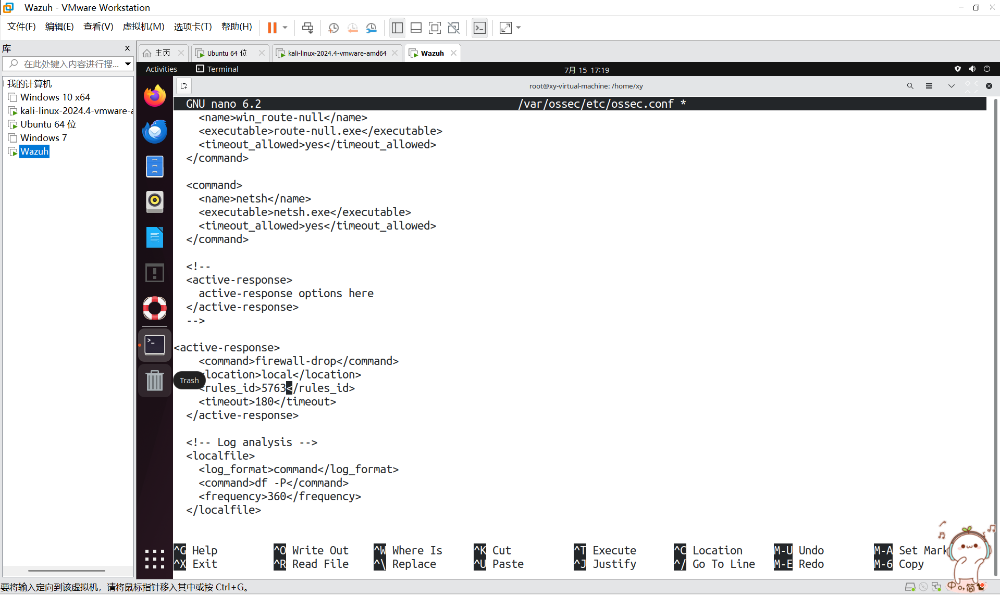 Wazuh - VMware Workstation
文件(F) 编辑(E) 查看(V) 虚拟机(M) 选项卡(T) 帮助(H)
库
在此处键入内容进行搜...
我的计算机
Windows 10 x64
kali-linux-2024.4-vmware-a
Ubuntu 64 位
Windows 7
Wazuh
主页 Ubuntu 64 位 kali-linux-2024.4-vmware-amd64 Wazuh
Activities Terminal 7月 15 17:19
root@xy-virtual-machine: /home/xy
GNU nano 6.2 /var/ossec/etc/ossec.conf *
<name>win_route-null</name>
<executable>route-null.exe</executable>
<timeout_allowed>yes</timeout_allowed>
</command>
<command>
<name>netsh</name>
<executable>netsh.exe</executable>
<timeout_allowed>yes</timeout_allowed>
</command>
<!--
<active-response>
active-response options here
</active-response>
-->
<active-response>
<command>firewall-drop</command>
<location>local</location>
Trash
<rules_id>5763</rules_id>
<timeout>180</timeout>
</active-response>
<!-- Log analysis -->
<localfile>
<log_format>command</log_format>
<command>df -P</command>
<frequency>360</frequency>
</localfile>
^G Help ^O Write Out ^W Where Is ^K Cut ^T Execute ^C Location M-U Undo M-A Set Mark
^X Exit ^R Read File ^\ Replace ^U Paste ^J Justify ^/ Go To Line M-E Redo M-6 Copy
要将输入定向到该虚拟机，请将鼠标指针移入其中或按 Ctrl+G。
中 简